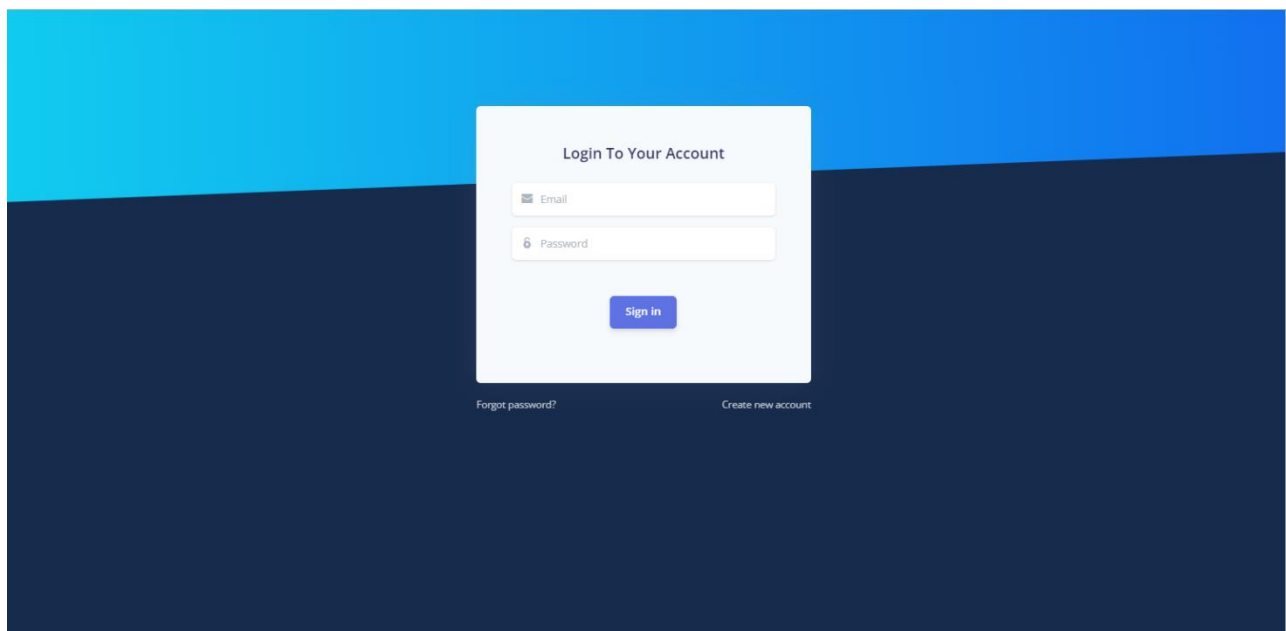 Login To Your Account
Email
Password
Sign in
Forgot password? Create new account